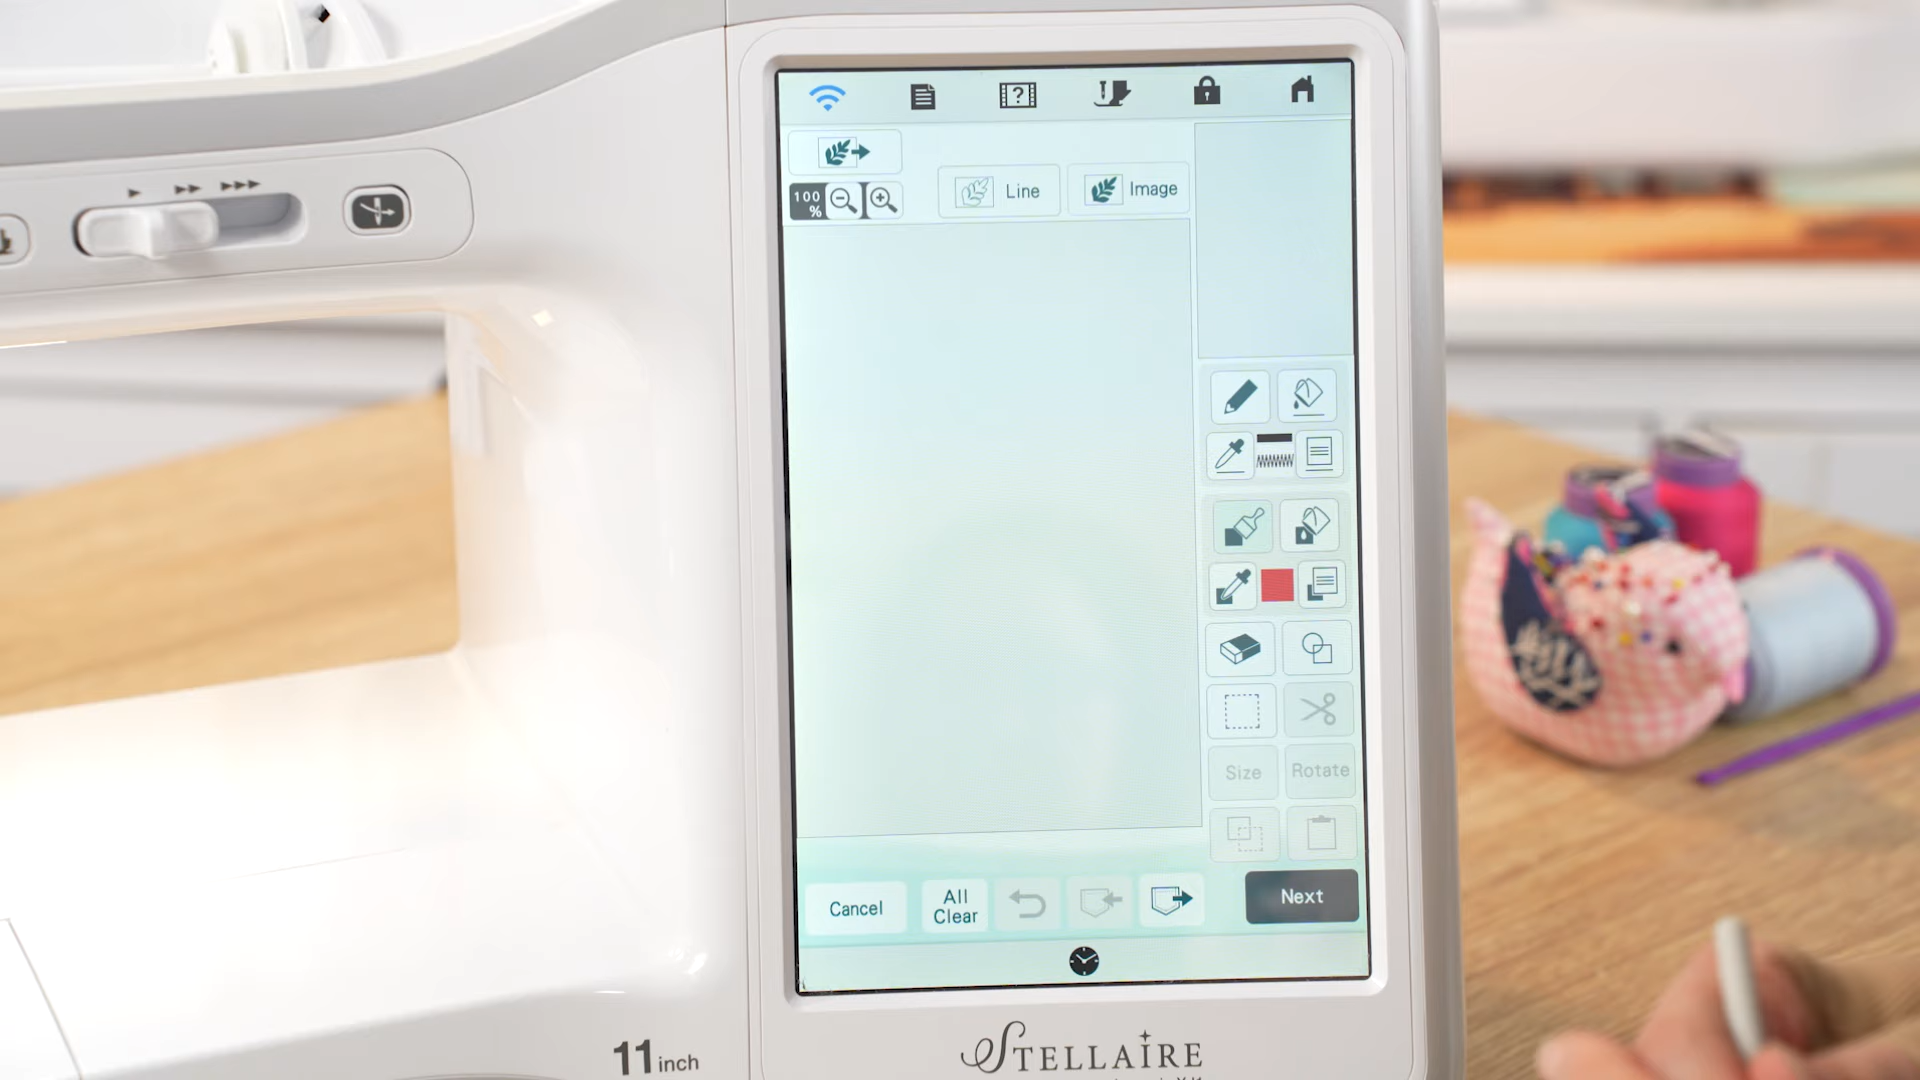 100
%
Line
Image
Size
Rotate
Cancel
All
Clear
Next
11 inch
STELLAIRE